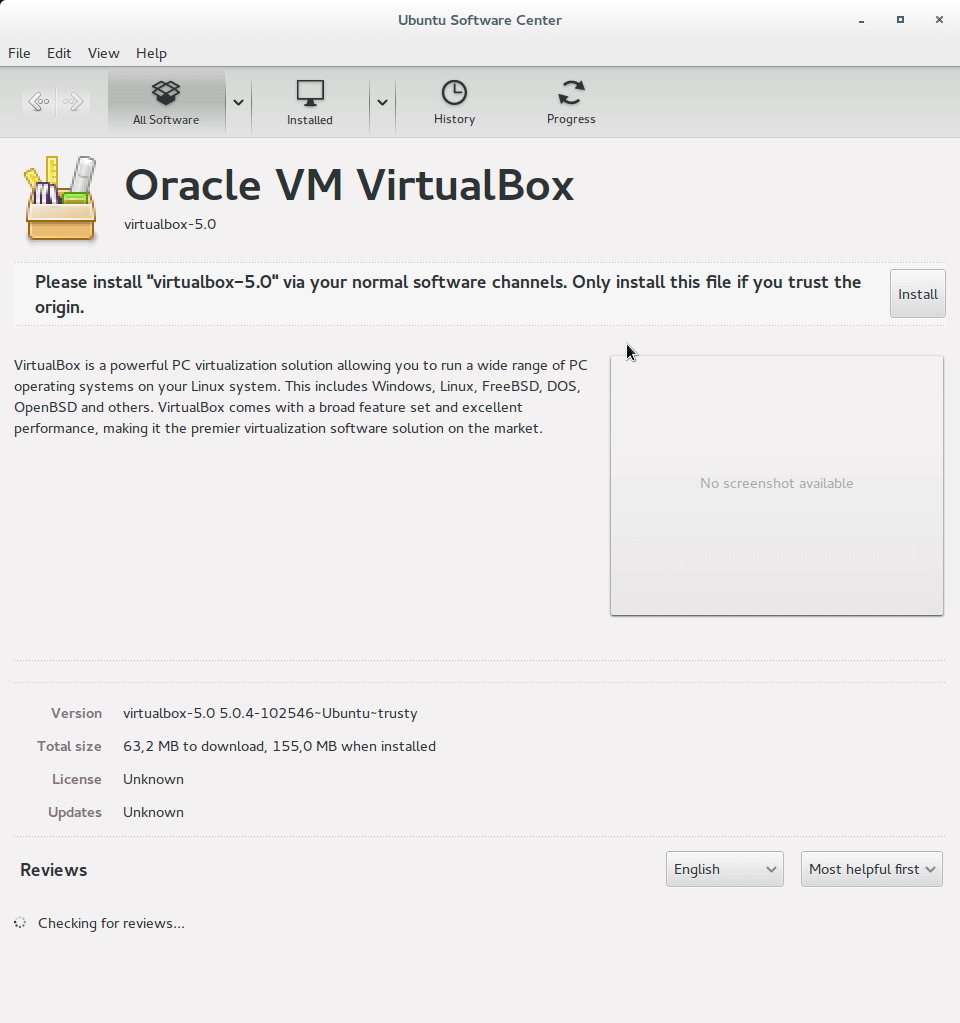 Ubuntu Software Center
File Edit View Help
All Software Installed History Progress
Oracle VM VirtualBox
virtualbox-5.0
Please install "virtualbox-5.0" via your normal software channels. Only install this file if you trust the
origin.
Install
VirtualBox is a powerful PC virtualization solution allowing you to run a wide range of PC
operating systems on your Linux system. This includes Windows, Linux, FreeBSD, DOS,
OpenBSD and others. VirtualBox comes with a broad feature set and excellent
performance, making it the premier virtualization software solution on the market.
No screenshot available
Version virtualbox-5.0 5.0.4-102546~Ubuntu~trusty
Total size 63,2 MB to download, 155,0 MB when installed
License Unknown
Updates Unknown
Reviews English Most helpful first
Checking for reviews...